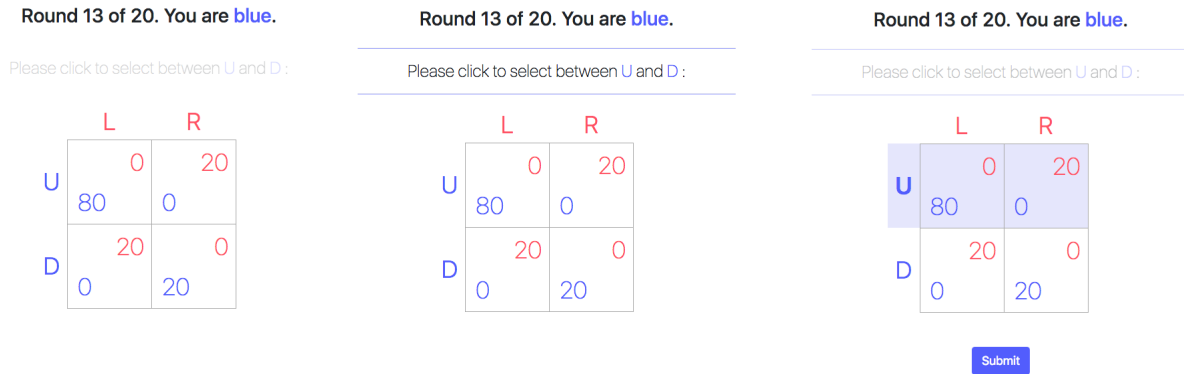 Round 13 of 20. You are blue.
Please click to select between U and D :
L R
0 20
U
80 0
20 0
D
0 20
Round 13 of 20. You are blue.
Please click to select between U and D :
L R
0 20
U
80 0
20 0
D
0 20
Round 13 of 20. You are blue.
Please click to select between U and D :
L R
0 20
U
80 0
20 0
D
0 20
Submit